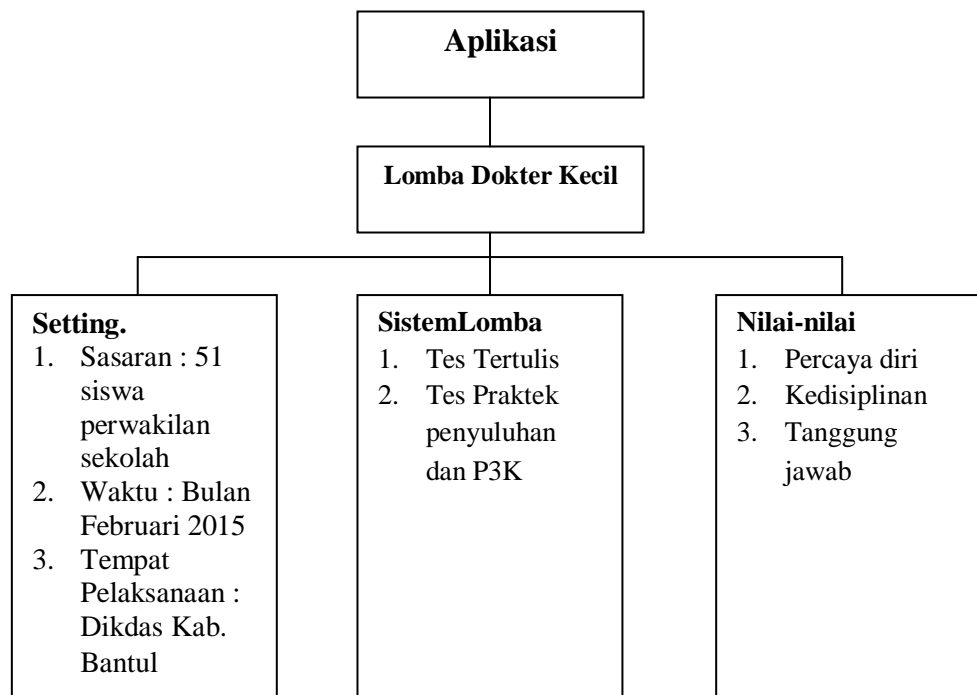 Aplikasi
Lomba Dokter Kecil
Setting.
1. Sasaran : 51
siswa
perwakilan
sekolah
2. Waktu : Bulan
Februari 2015
3. Tempat
Pelaksanaan :
Dikdas Kab.
Bantul
SistemLomba
1. Tes Tertulis
2. Tes Praktek
penyuluhan
dan P3K
Nilai-nilai
1. Percaya diri
2. Kedisiplinan
3. Tanggung
jawab